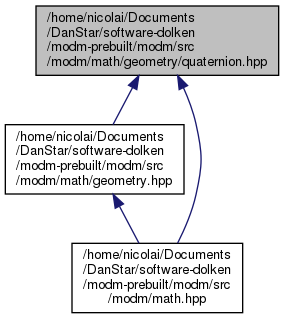 /home/nicolai/Documents
/DanStar/software-dolken
/modm-prebuilt/modm/src
/modm/math/geometry/quaternion.hpp
/home/nicolai/Documents
/DanStar/software-dolken
/modm-prebuilt/modm/src
/modm/math/geometry.hpp
/home/nicolai/Documents
/DanStar/software-dolken
/modm-prebuilt/modm/src
/modm/math.hpp